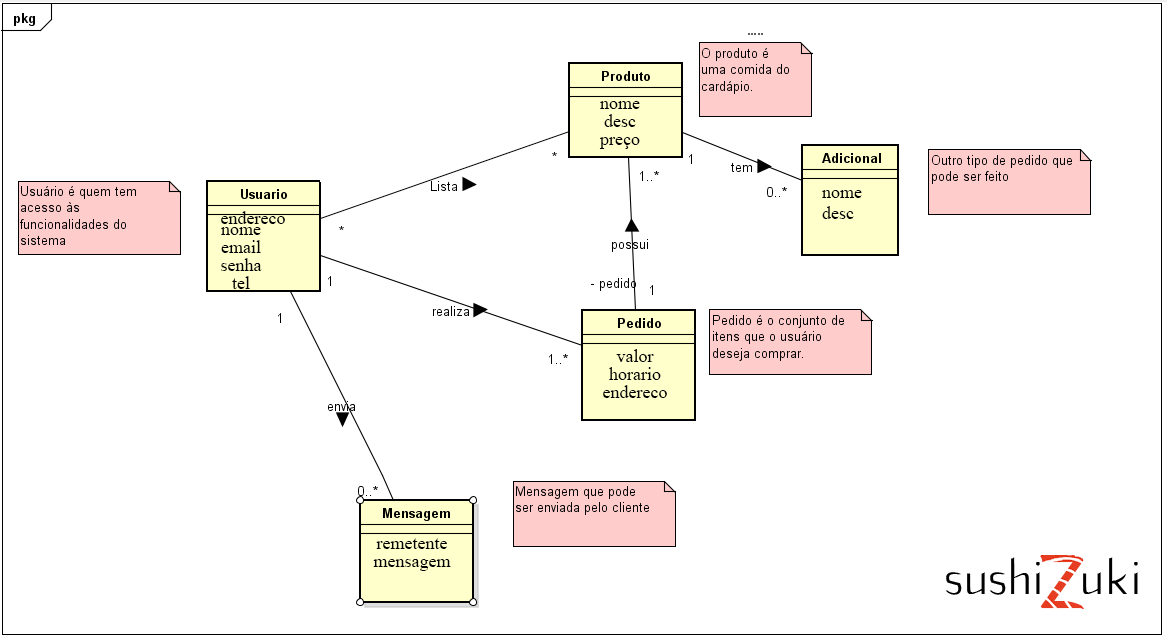 pkg
.....
O produto é
uma comida do
cardápio.
Produto
nome
desc
preço
*
Lista
*
1
tem
0..*
Adicional
nome
desc
Outro tipo de pedido que
pode ser feito
Usuário é quem tem
acesso às
funcionalidades do
sistema
Usuario
endereco
nome
email
senha
tel
1..*
possui
- pedido
1
1
realiza
1..*
Pedido
valor
horario
endereco
Pedido é o conjunto de
itens que o usuário
deseja comprar.
1
envia
0..*
Mensagem
remetente
mensagem
Mensagem que pode
ser enviada pelo cliente
sushiZuki